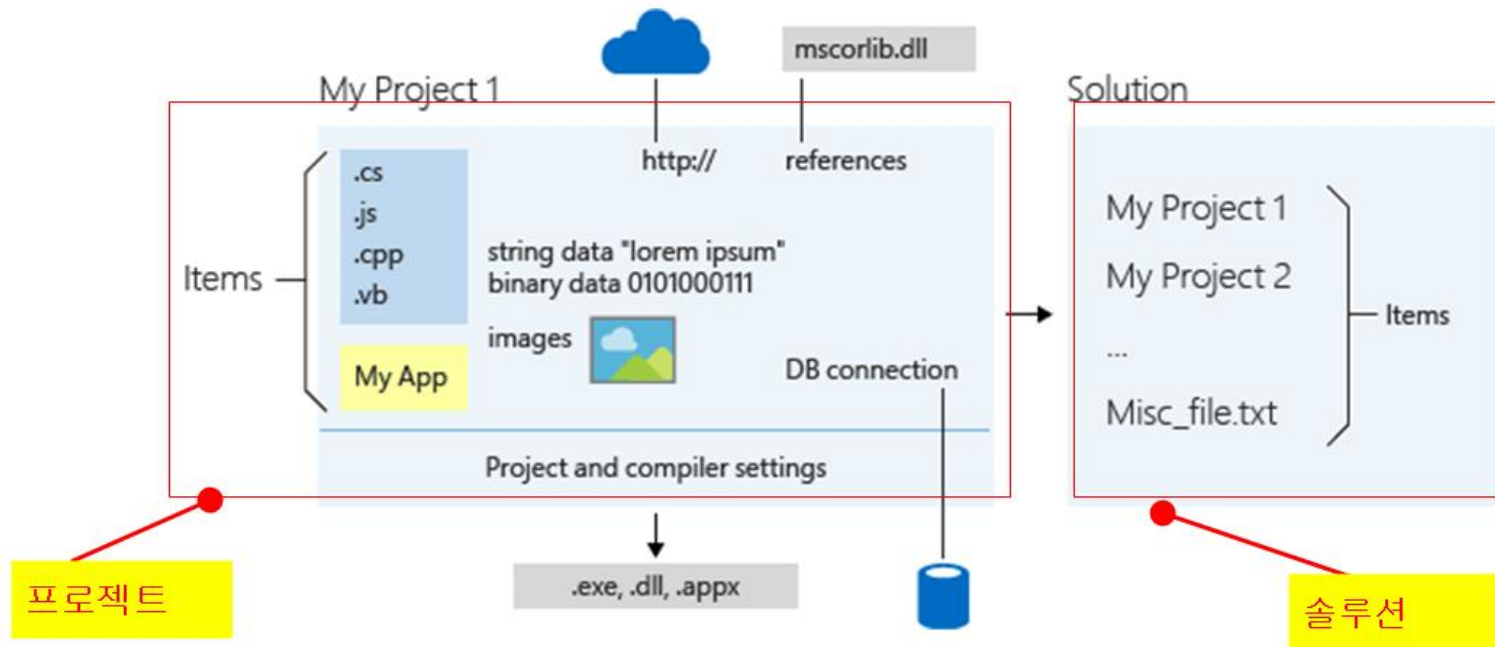 mscorlib.dll
My Project 1
Solution
http://
references
.cs
.js
.cpp
.vb
Items
string data "lorem ipsum"
binary data 0101000111
images
My App
DB connection
Project and compiler settings
.exe, .dll, .appx
프로젝트
My Project 1
My Project 2
...
Misc_file.txt
Items
솔루션